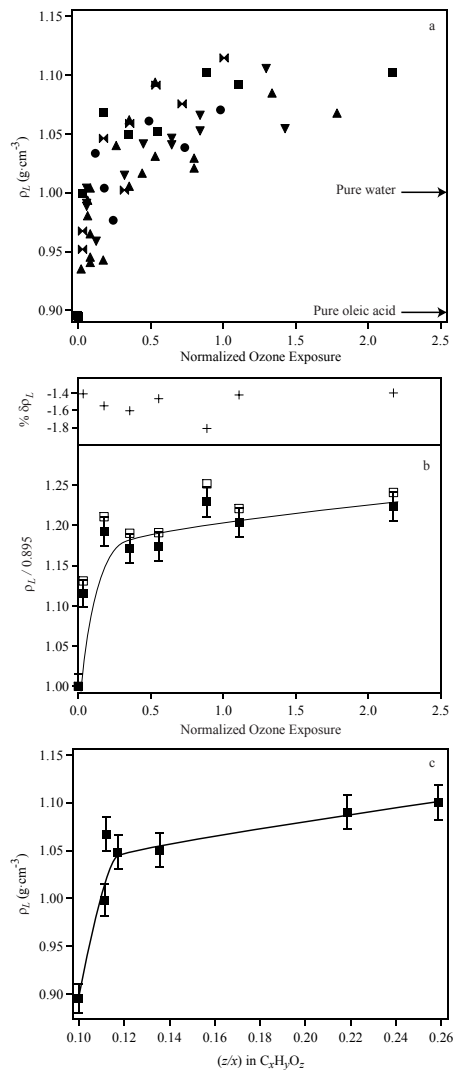 1.15
a
1.10
1.05
1.00
Pure water
0.95
Pure oleic acid
0.90
ρL (g·cm-3)
0.0 0.5 1.0 1.5 2.0 2.5
Normalized Ozone Exposure
-1.4
-1.6
-1.8
% δρL
b
1.25
1.20
1.15
1.10
1.05
1.00
ρL / 0.895
0.0 0.5 1.0 1.5 2.0 2.5
Normalized Ozone Exposure
1.15
c
1.10
1.05
1.00
0.95
0.90
ρL (g·cm-3)
0.10 0.12 0.14 0.16 0.18 0.20 0.22 0.24 0.26
(z/x) in CxHyOz